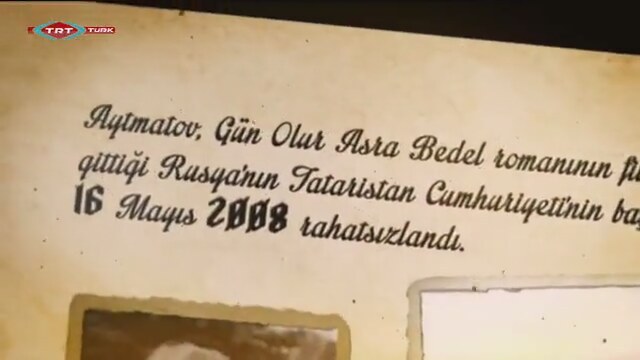 TRT TÜRK
Aytmatov, Gün Olur Asra Bedel romanının
gittiği Rusya'nın Tataristan Cumhuriyeti'nin
16 Mayıs 2008 rahatsızlandı.